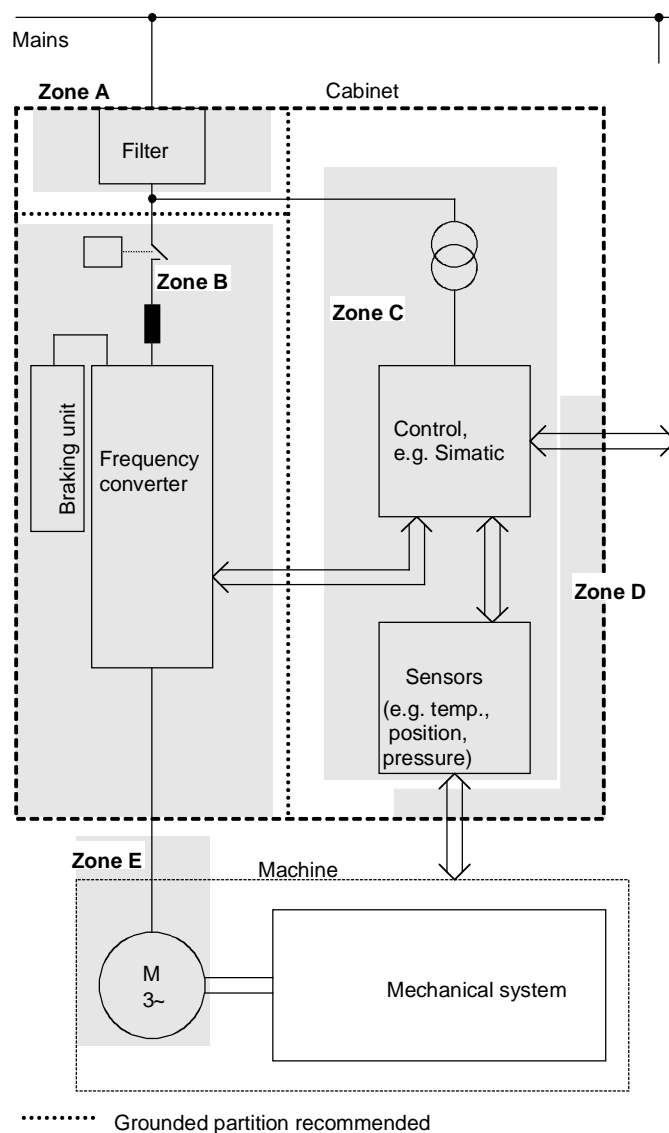 Mains
Zone A
Cabinet
Filter
Zone B
Zone C
Braking unit
Frequency
converter
Control,
e.g. Simatic
Zone D
Sensors
(e.g. temp.,
position,
pressure)
Zone E
Machine
M
3~
Mechanical system
Grounded partition recommended